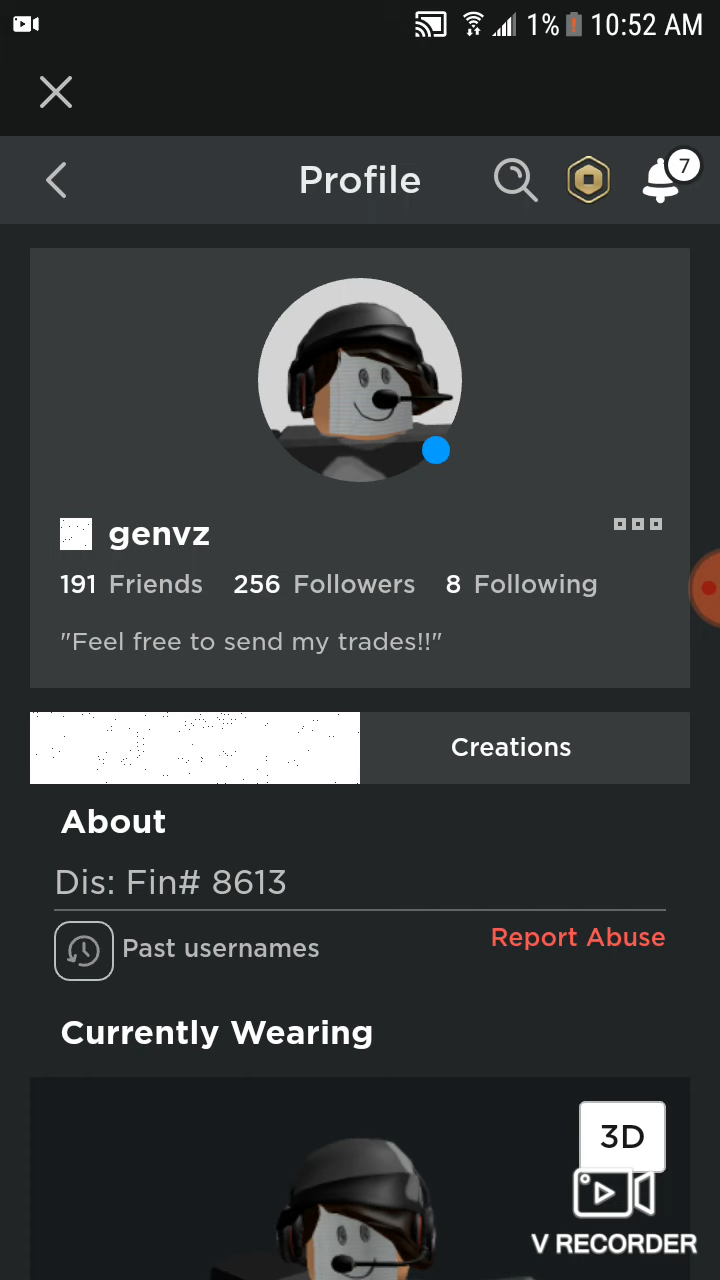 1% 10:52 AM
Profile
7
genvz
191 Friends 256 Followers 8 Following
"Feel free to send my trades!!"
Creations
About
Dis: Fin# 8613
Past usernames
Report Abuse
Currently Wearing
3D
V RECORDER